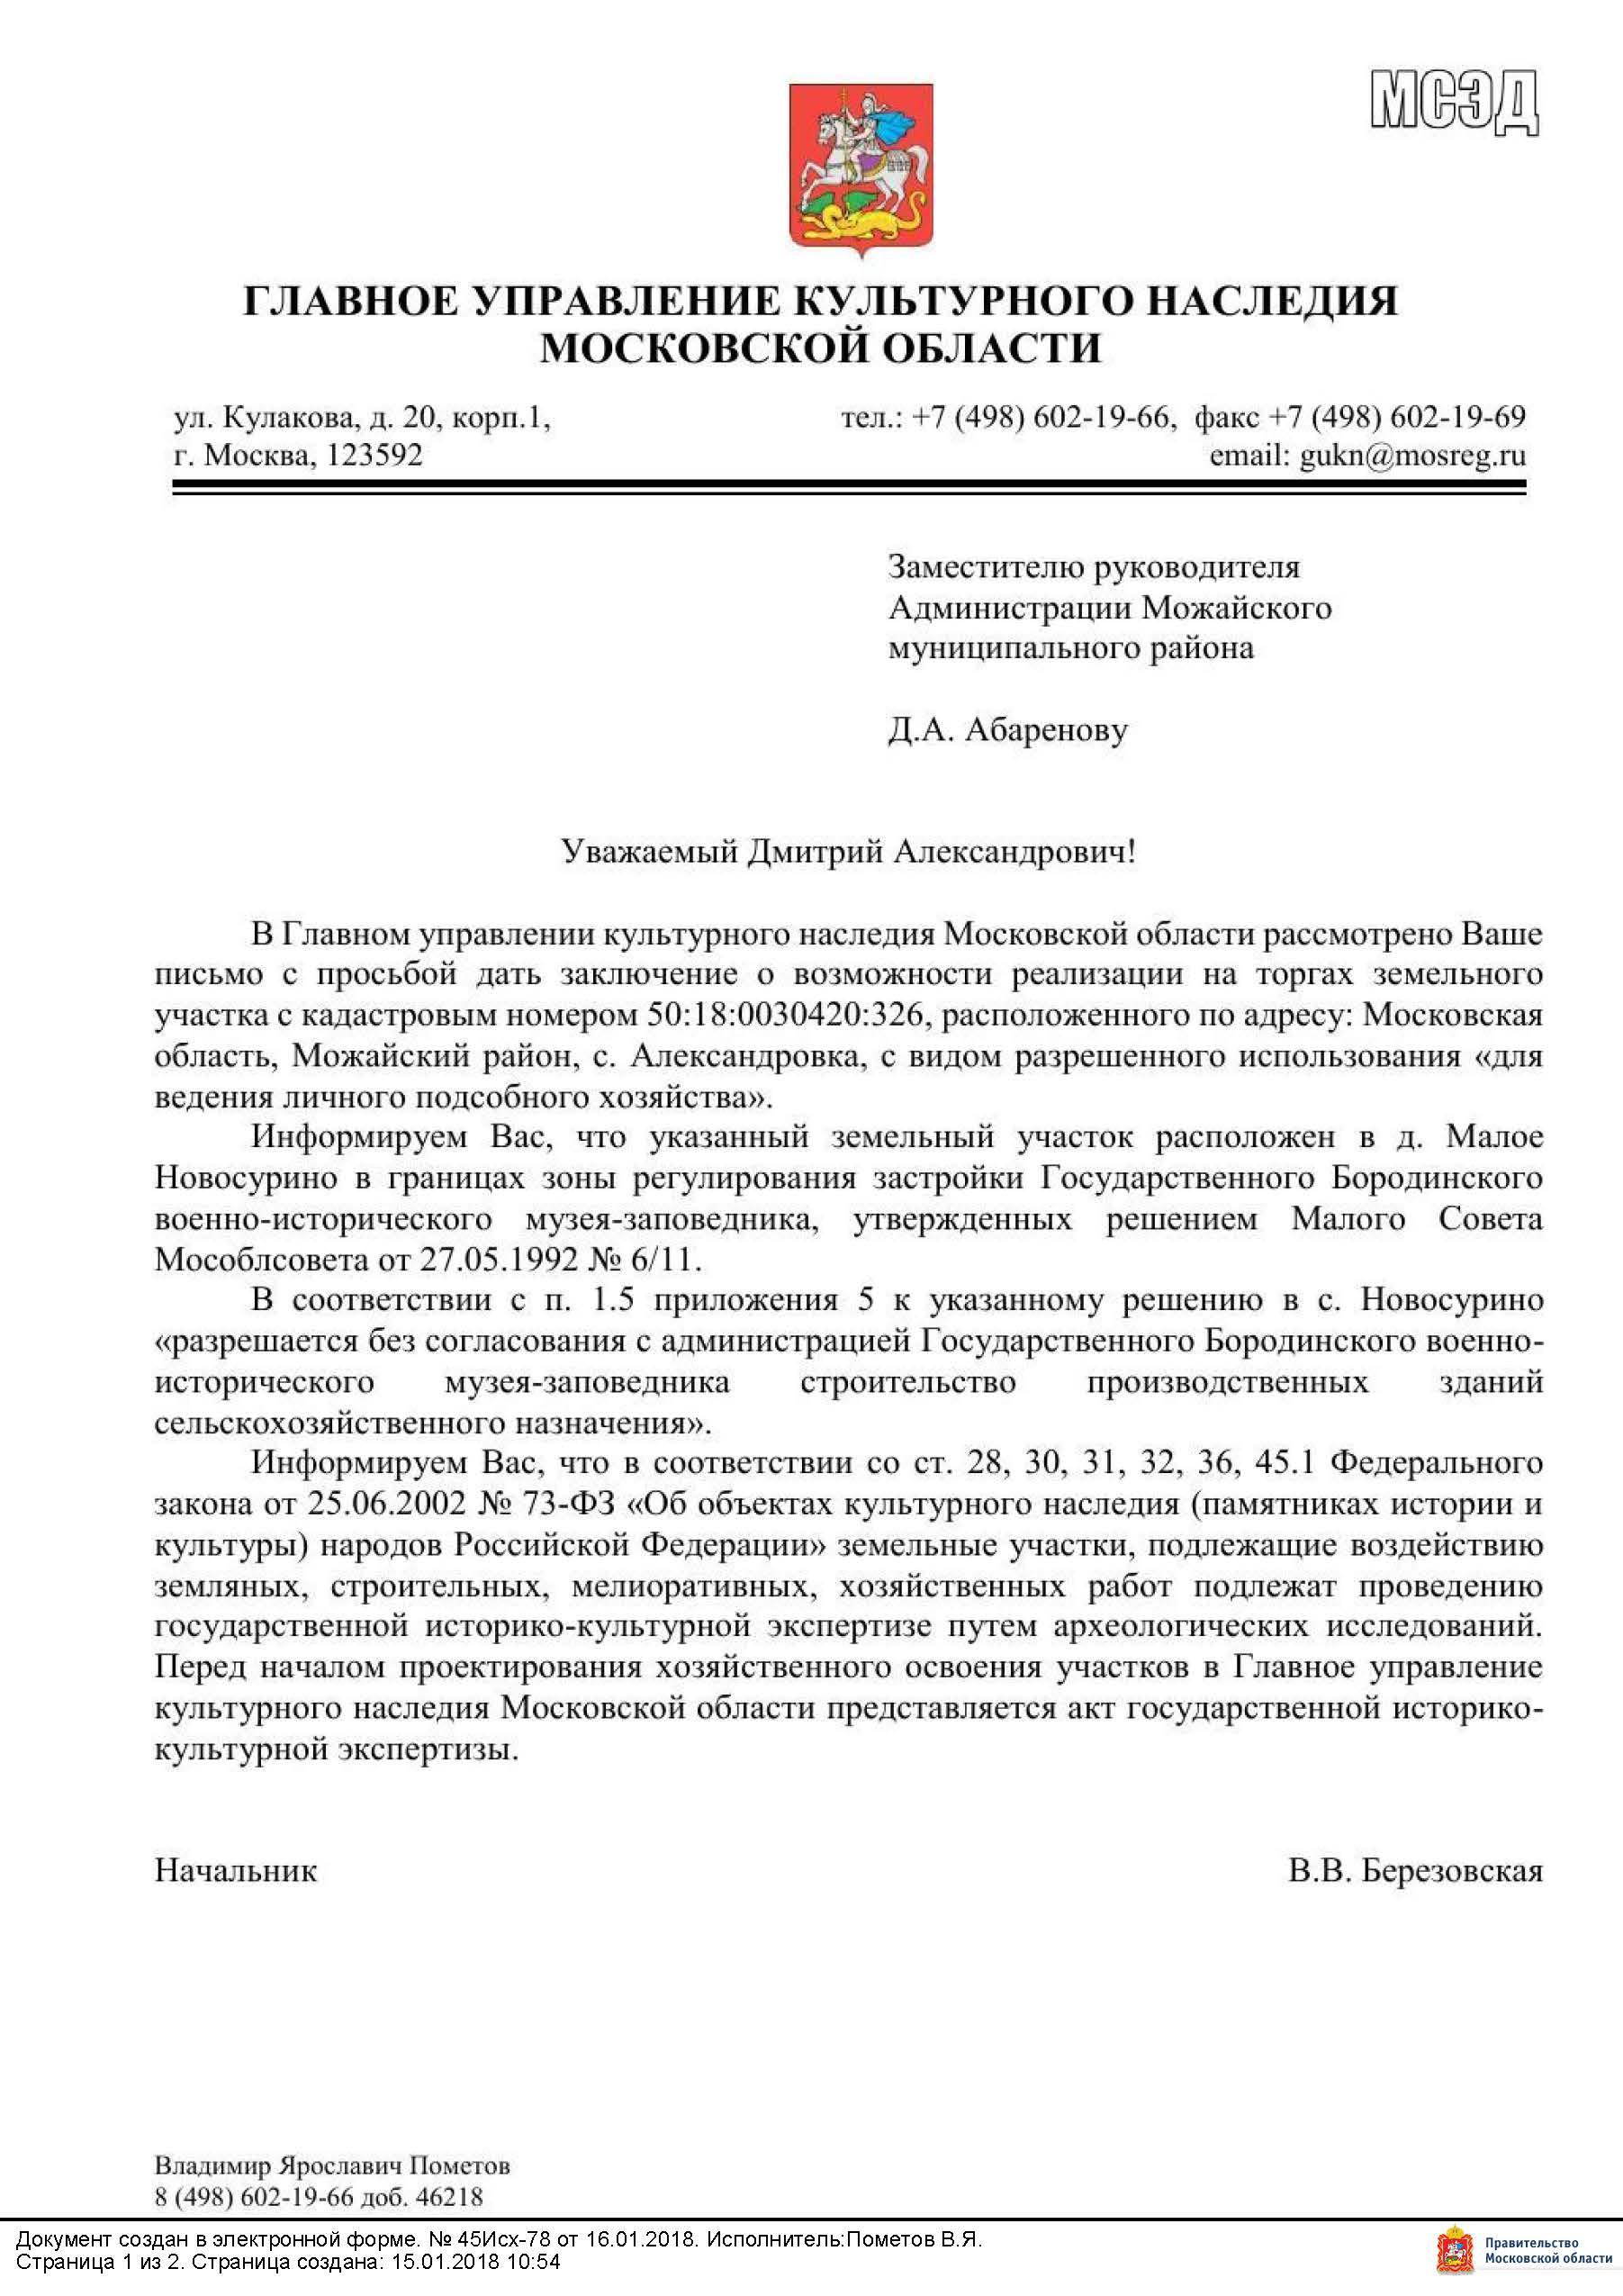 МСЭД
ГЛАВНОЕ УПРАВЛЕНИЕ КУЛЬТУРНОГО НАСЛЕДИЯ
МОСКОВСКОЙ ОБЛАСТИ
ул. Кулакова, д. 20, корп.1,
г. Москва, 123592
тел.: +7 (498) 602-19-66, факс +7 (498) 602-19-69
email: gukn@mosreg.ru
Заместителю руководителя
Администрации Можайского
муниципального района
Д.А. Абаренову
Уважаемый Дмитрий Александрович!
В Главном управлении культурного наследия Московской области рассмотрено Ваше
письмо с просьбой дать заключение о возможности реализации на торгах земельного
участка с кадастровым номером 50:18:0030420:326, расположенного по адресу: Московская
область, Можайский район, с. Александровка, с видом разрешенного использования «для
ведения личного подсобного хозяйства».
Информируем Вас, что указанный земельный участок расположен в д. Малое
Новосурино в границах зоны регулирования застройки Государственного Бородинского
военно-исторического музея-заповедника, утвержденных решением Малого Совета
Мособлсовета от 27.05.1992 № 6/11.
В соответствии с п. 1.5 приложения 5 к указанному решению в с. Новосурино
«разрешается без согласования с администрацией Государственного Бородинского военно-
исторического музея-заповедника строительство производственных зданий
сельскохозяйственного назначения».
Информируем Вас, что в соответствии со ст. 28, 30, 31, 32, 36, 45.1 Федерального
закона от 25.06.2002 № 73-ФЗ «Об объектах культурного наследия (памятниках истории и
культуры) народов Российской Федерации» земельные участки, подлежащие воздействию
земляных, строительных, мелиоративных, хозяйственных работ подлежат проведению
государственной историко-культурной экспертизе путем археологических исследований.
Перед началом проектирования хозяйственного освоения участков в Главное управление
культурного наследия Московской области представляется акт государственной историко-
культурной экспертизы.
Начальник
В.В. Березовская
Владимир Ярославич Пометов
8 (498) 602-19-66 доб. 46218
Документ создан в электронной форме. № 45Исх-78 от 16.01.2018. Исполнитель:Пометов В.Я.
Страница 1 из 2. Страница создана: 15.01.2018 10:54
Правительство
Московской области